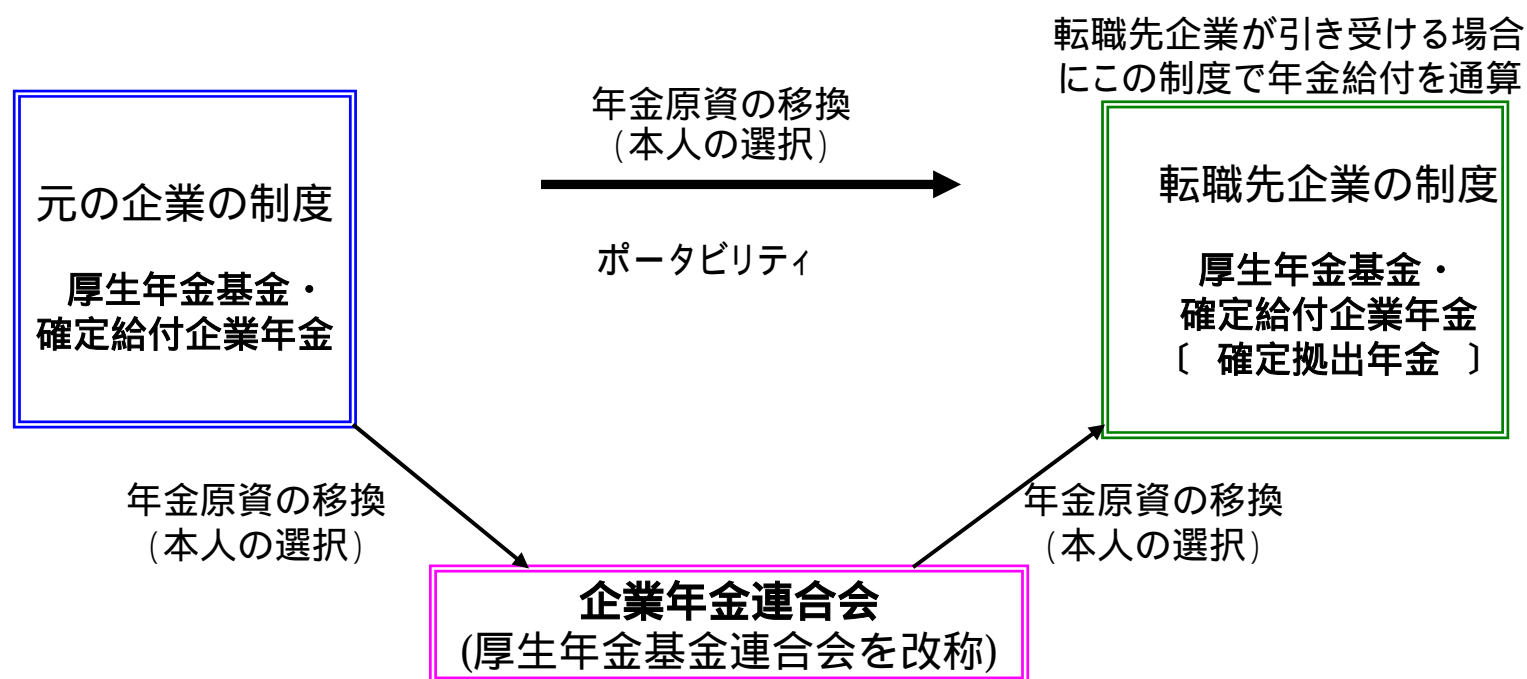 転職先企業が引き受ける場合
にこの制度で年金給付を通算
年金原資の移換
(本人の選択)
ポータビリティ
元の企業の制度
厚生年金基金・
確定給付企業年金
転職先企業の制度
厚生年金基金・
確定給付企業年金
〔 確定拠出年金 〕
年金原資の移換
(本人の選択)
年金原資の移換
(本人の選択)
企業年金連合会
(厚生年金基金連合会を改称)